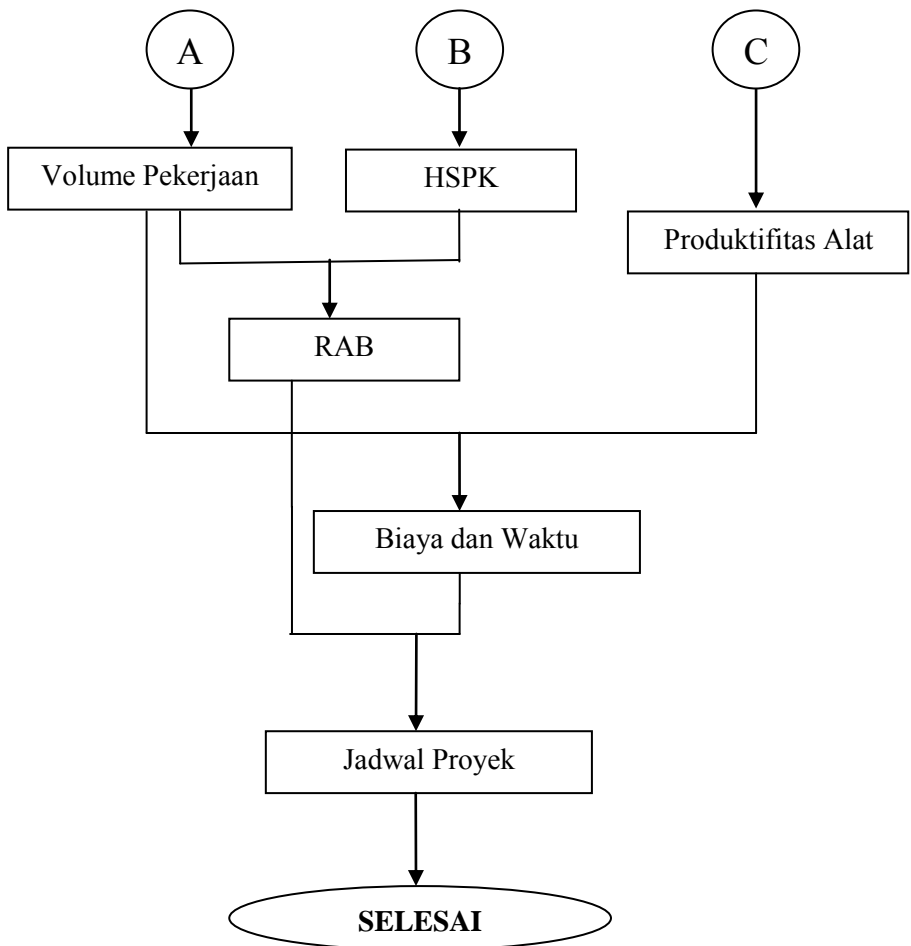 A
B
C
Volume Pekerjaan
HSPK
Produktifitas Alat
RAB
Biaya dan Waktu
Jadwal Proyek
SELESAI